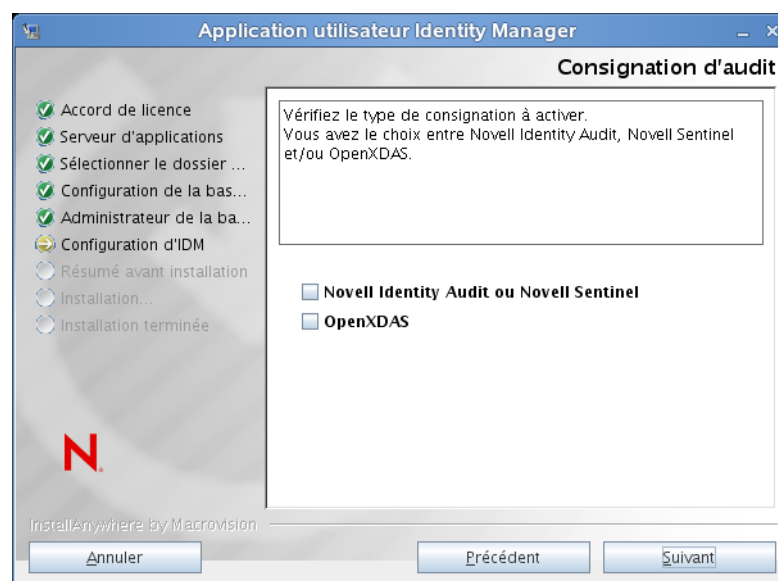 Application utilisateur Identity Manager
Consignation d'audit
Accord de licence
Serveur d'applications
Sélectionner le dossier ...
Configuration de la bas...
Administrateur de la ba...
Configuration d'IDM
Résumé avant installation
Installation...
Installation terminée
Vérifiez le type de consignation à activer.
Vous avez le choix entre Novell Identity Audit, Novell Sentinel
et/ou OpenXDAS.
Novell Identity Audit ou Novell Sentinel
OpenXDAS
N.
InstallAnywhere by Macrovision
Annuler
Précédent
Suivant